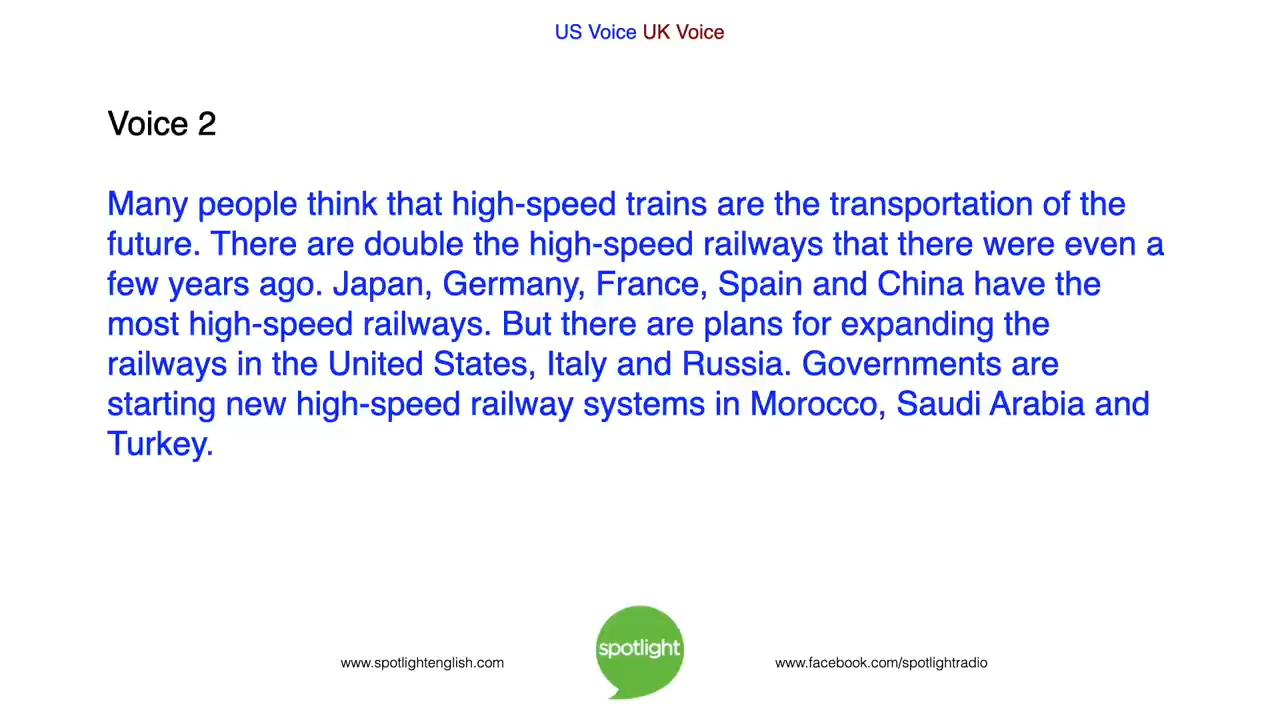 US Voice UK Voice
Voice 2
Many people think that high-speed trains are the transportation of the
future. There are double the high-speed railways that there were even a
few years ago. Japan, Germany, France, Spain and China have the
most high-speed railways. But there are plans for expanding the
railways in the United States, Italy and Russia. Governments are
starting new high-speed railway systems in Morocco, Saudi Arabia and
Turkey.
spotlight
www.spotlightenglish.com
www.facebook.com/spotlightradio